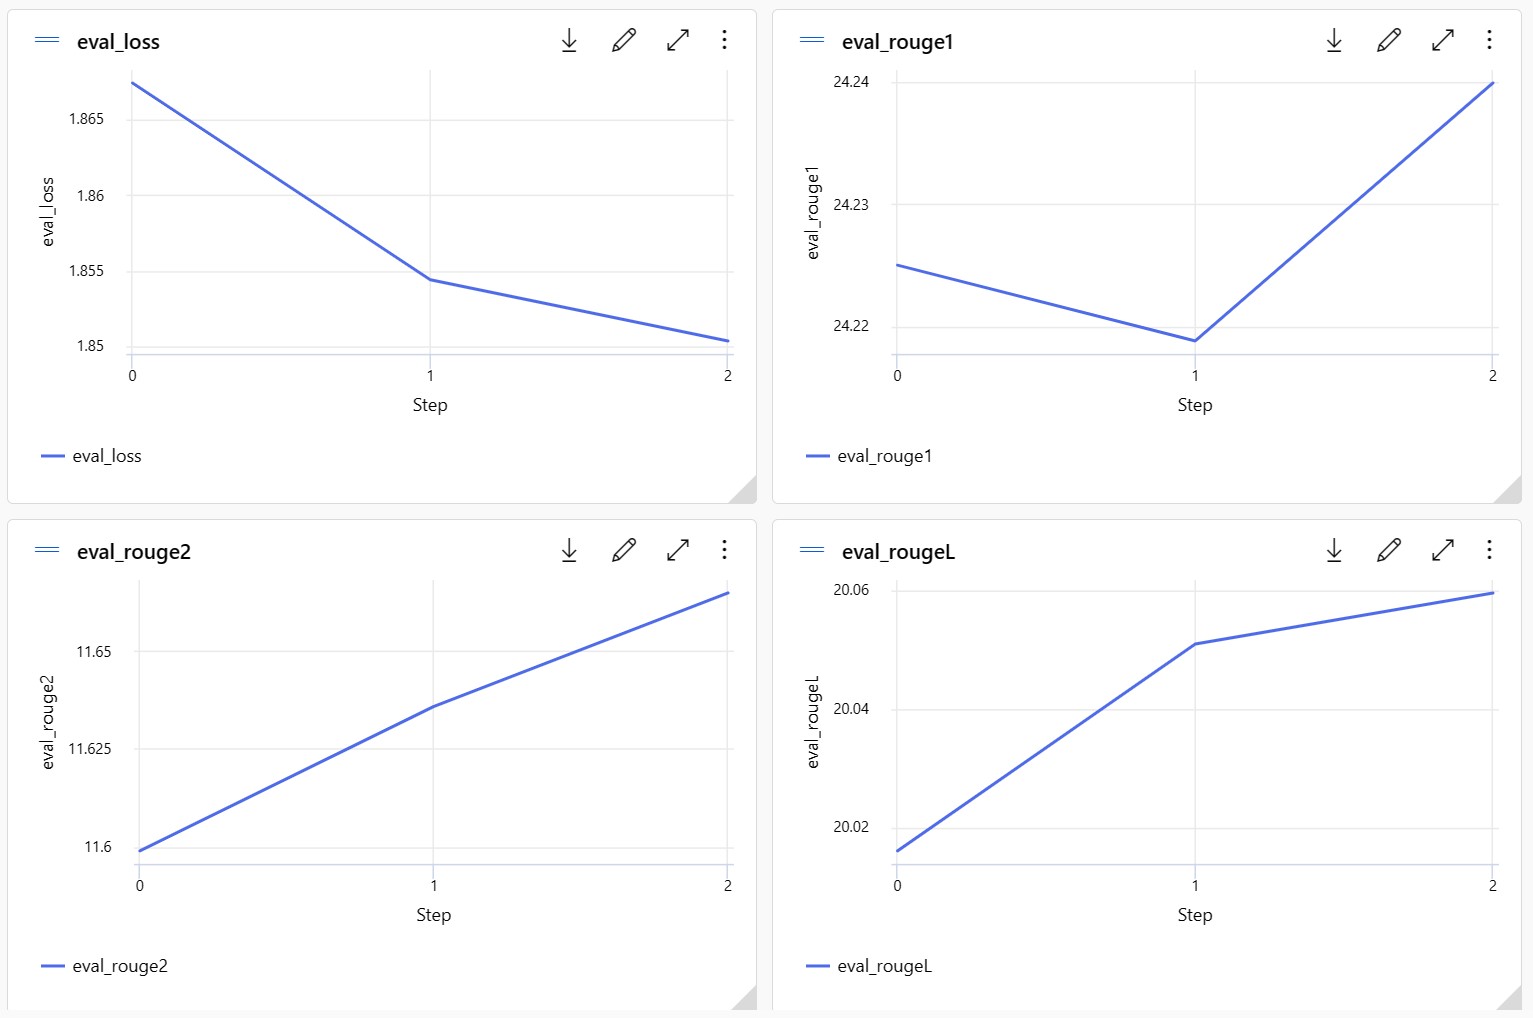 eval_loss
1.865
1.86
1.855
1.85
eval_loss
0 1 2
Step
eval_loss
eval_rouge1
24.24
24.23
24.22
eval_rouge1
0 1 2
Step
eval_rouge1
eval_rouge2
11.65
11.625
11.6
eval_rouge2
0 1 2
Step
eval_rouge2
eval_rougeL
20.06
20.04
20.02
eval_rougeL
0 1 2
Step
eval_rougeL